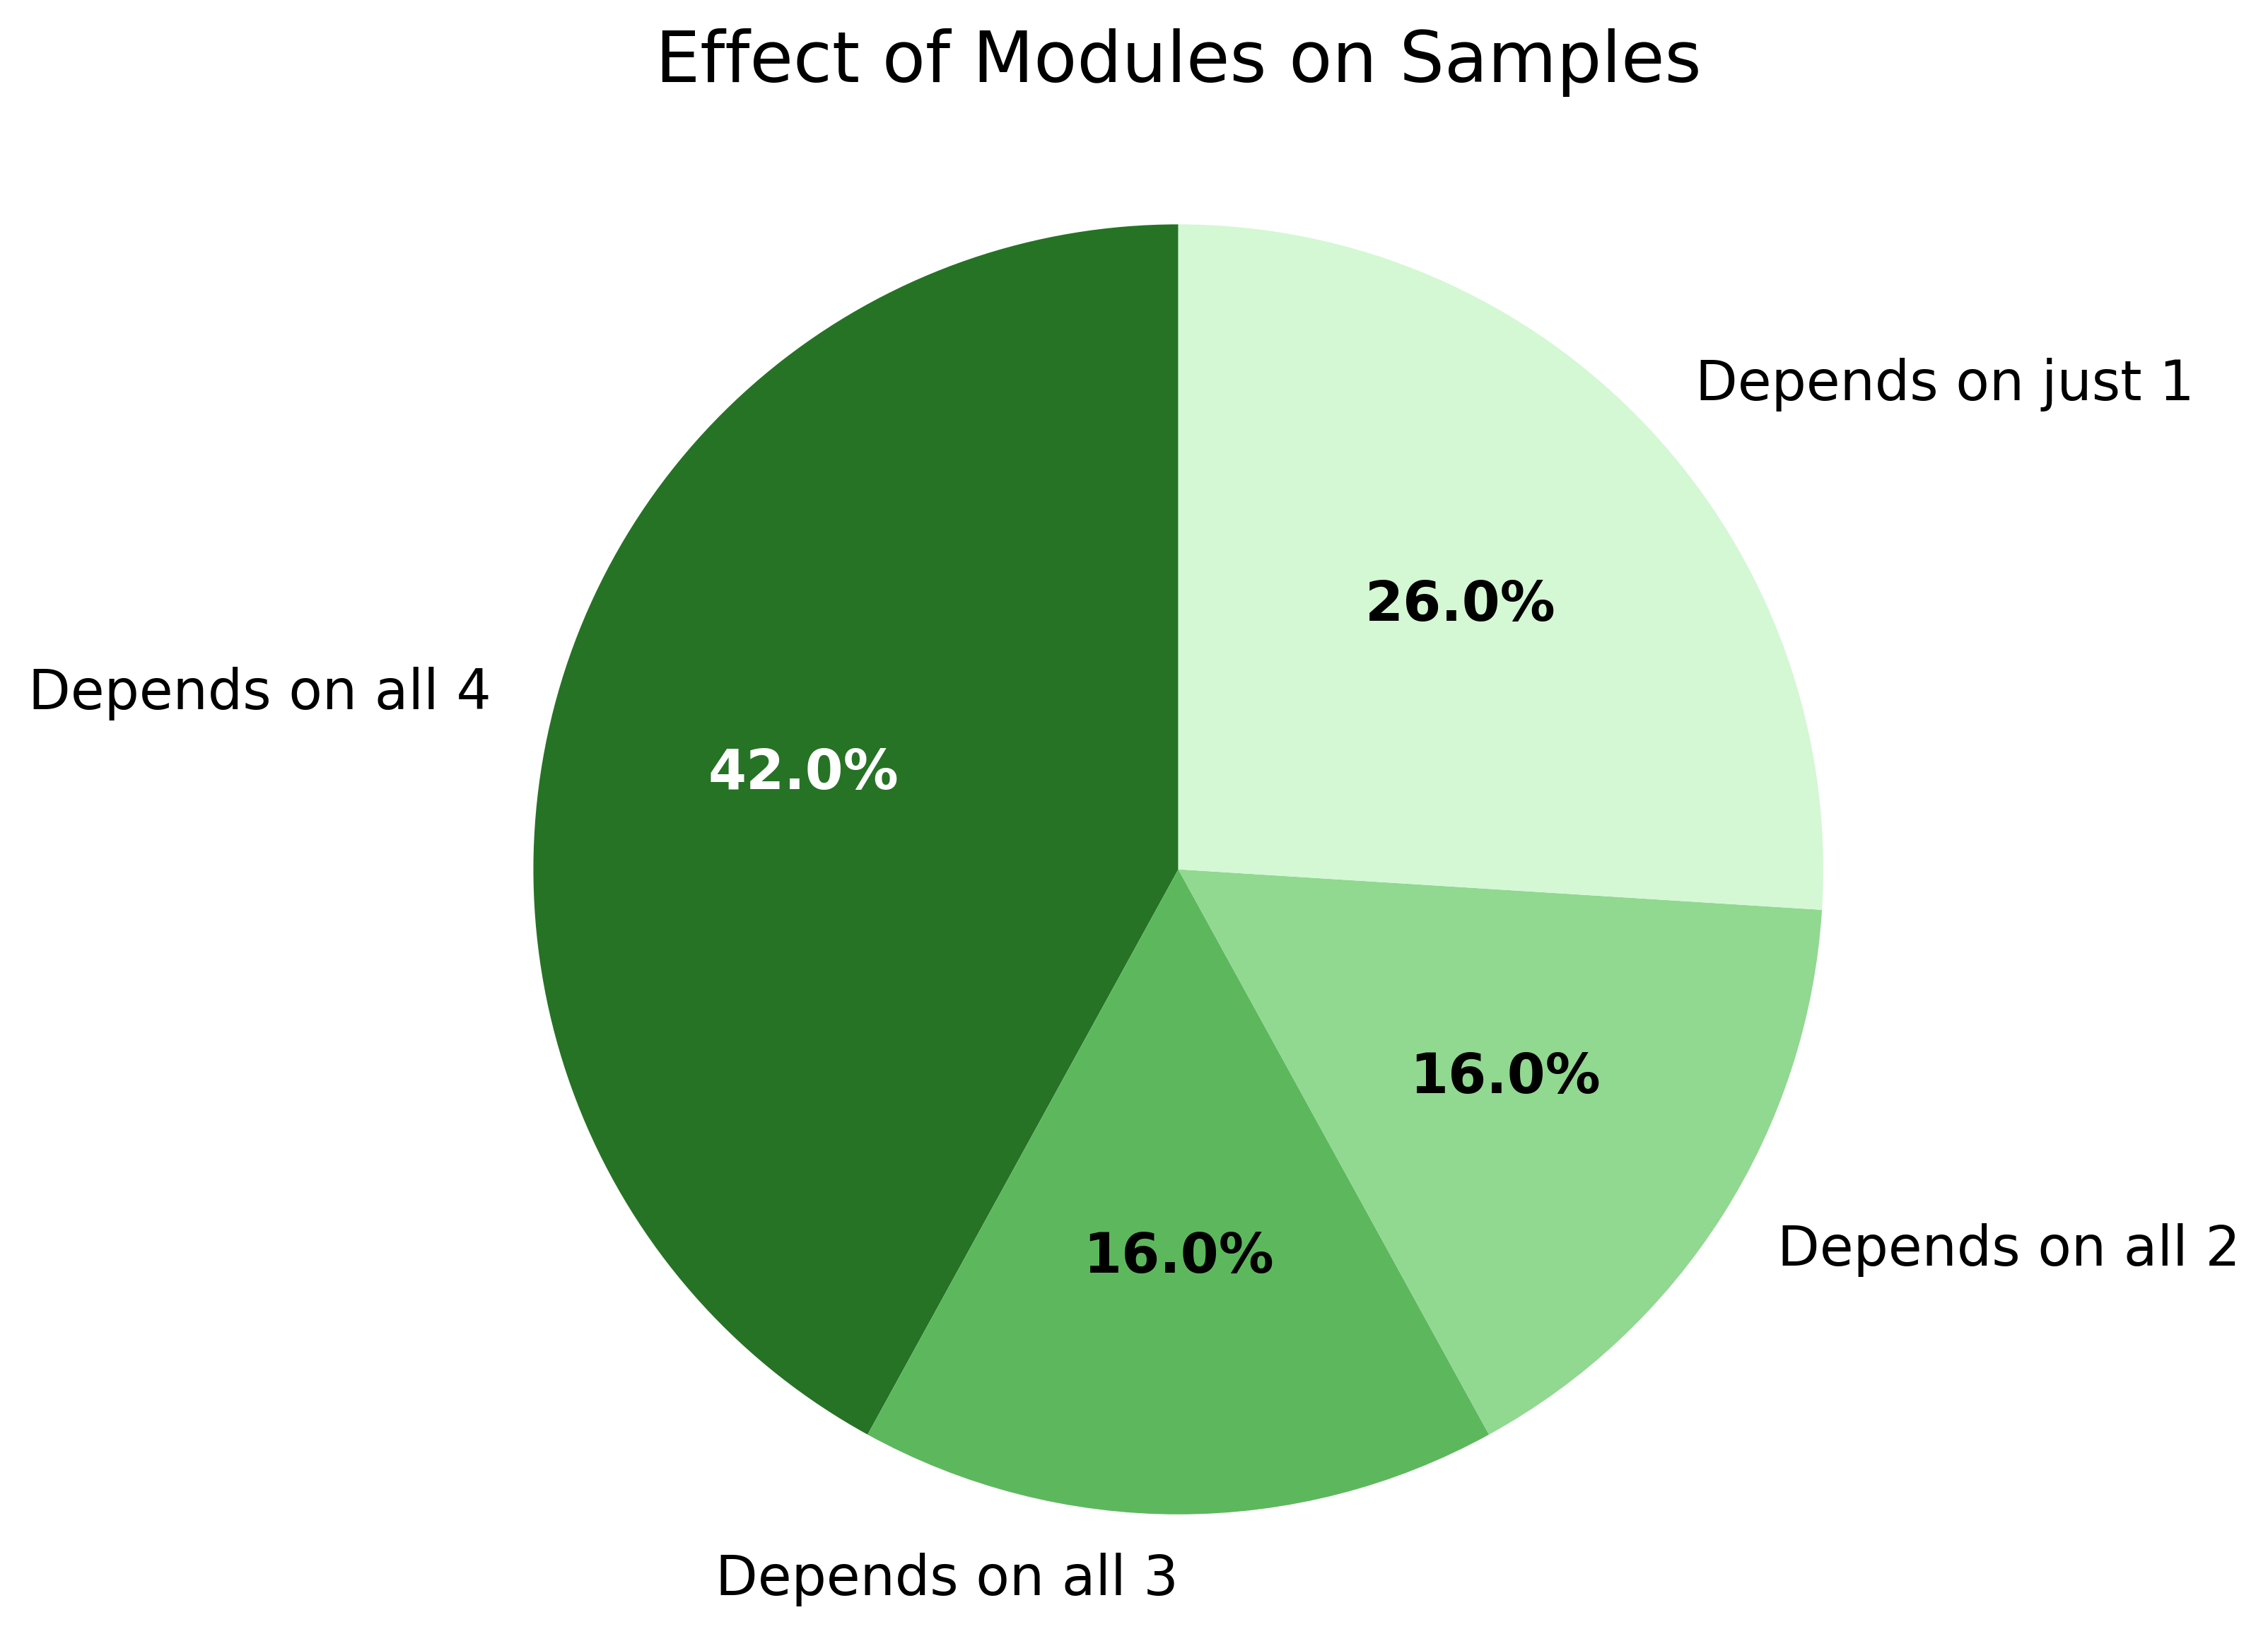 Effect of Modules on Samples
Depends on just 1
26.0%
Depends on all 4
42.0%
16.0%
Depends on all 2
16.0%
Depends on all 3